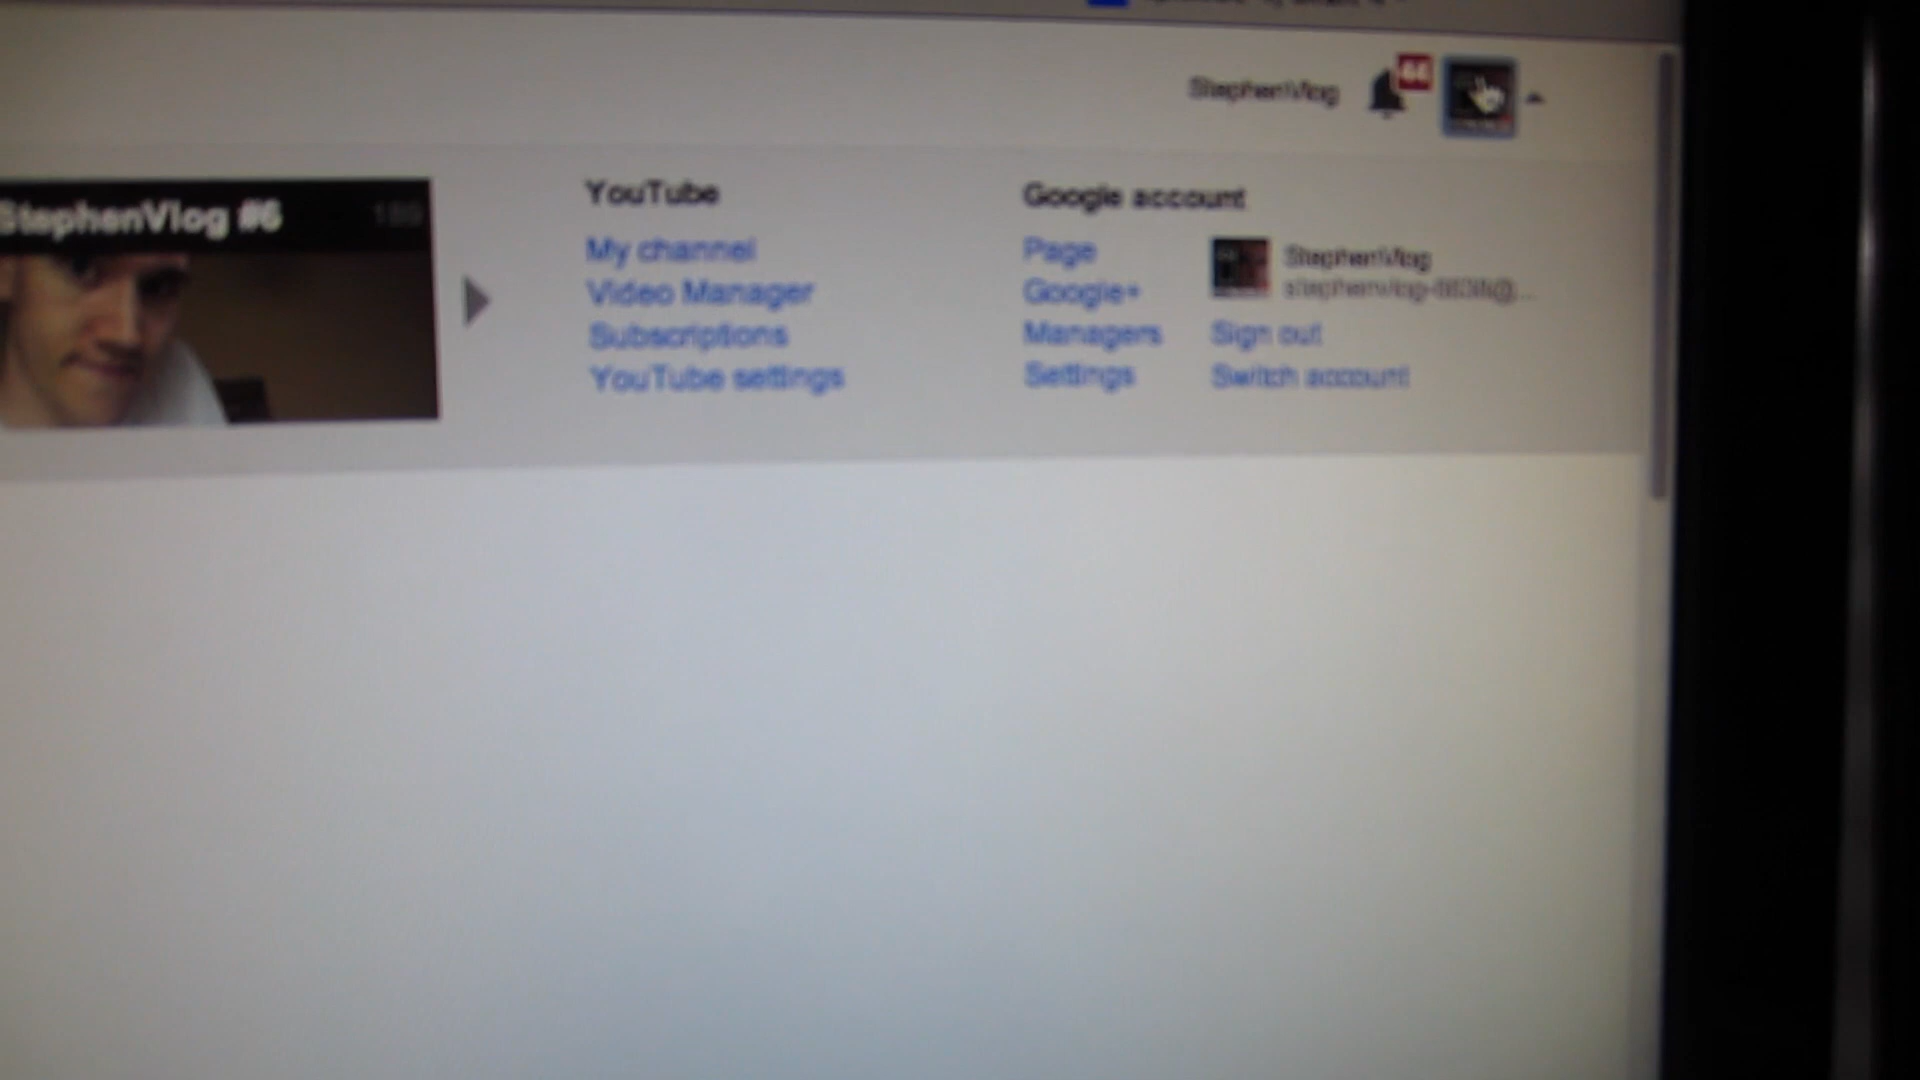 StephenVlog
44
StephenVlog #6
YouTube
My channel
Video Manager
Subscriptions
YouTube settings
Google account
Page
Google+
Managers
Settings
StephenVlog
Sign out
Switch account